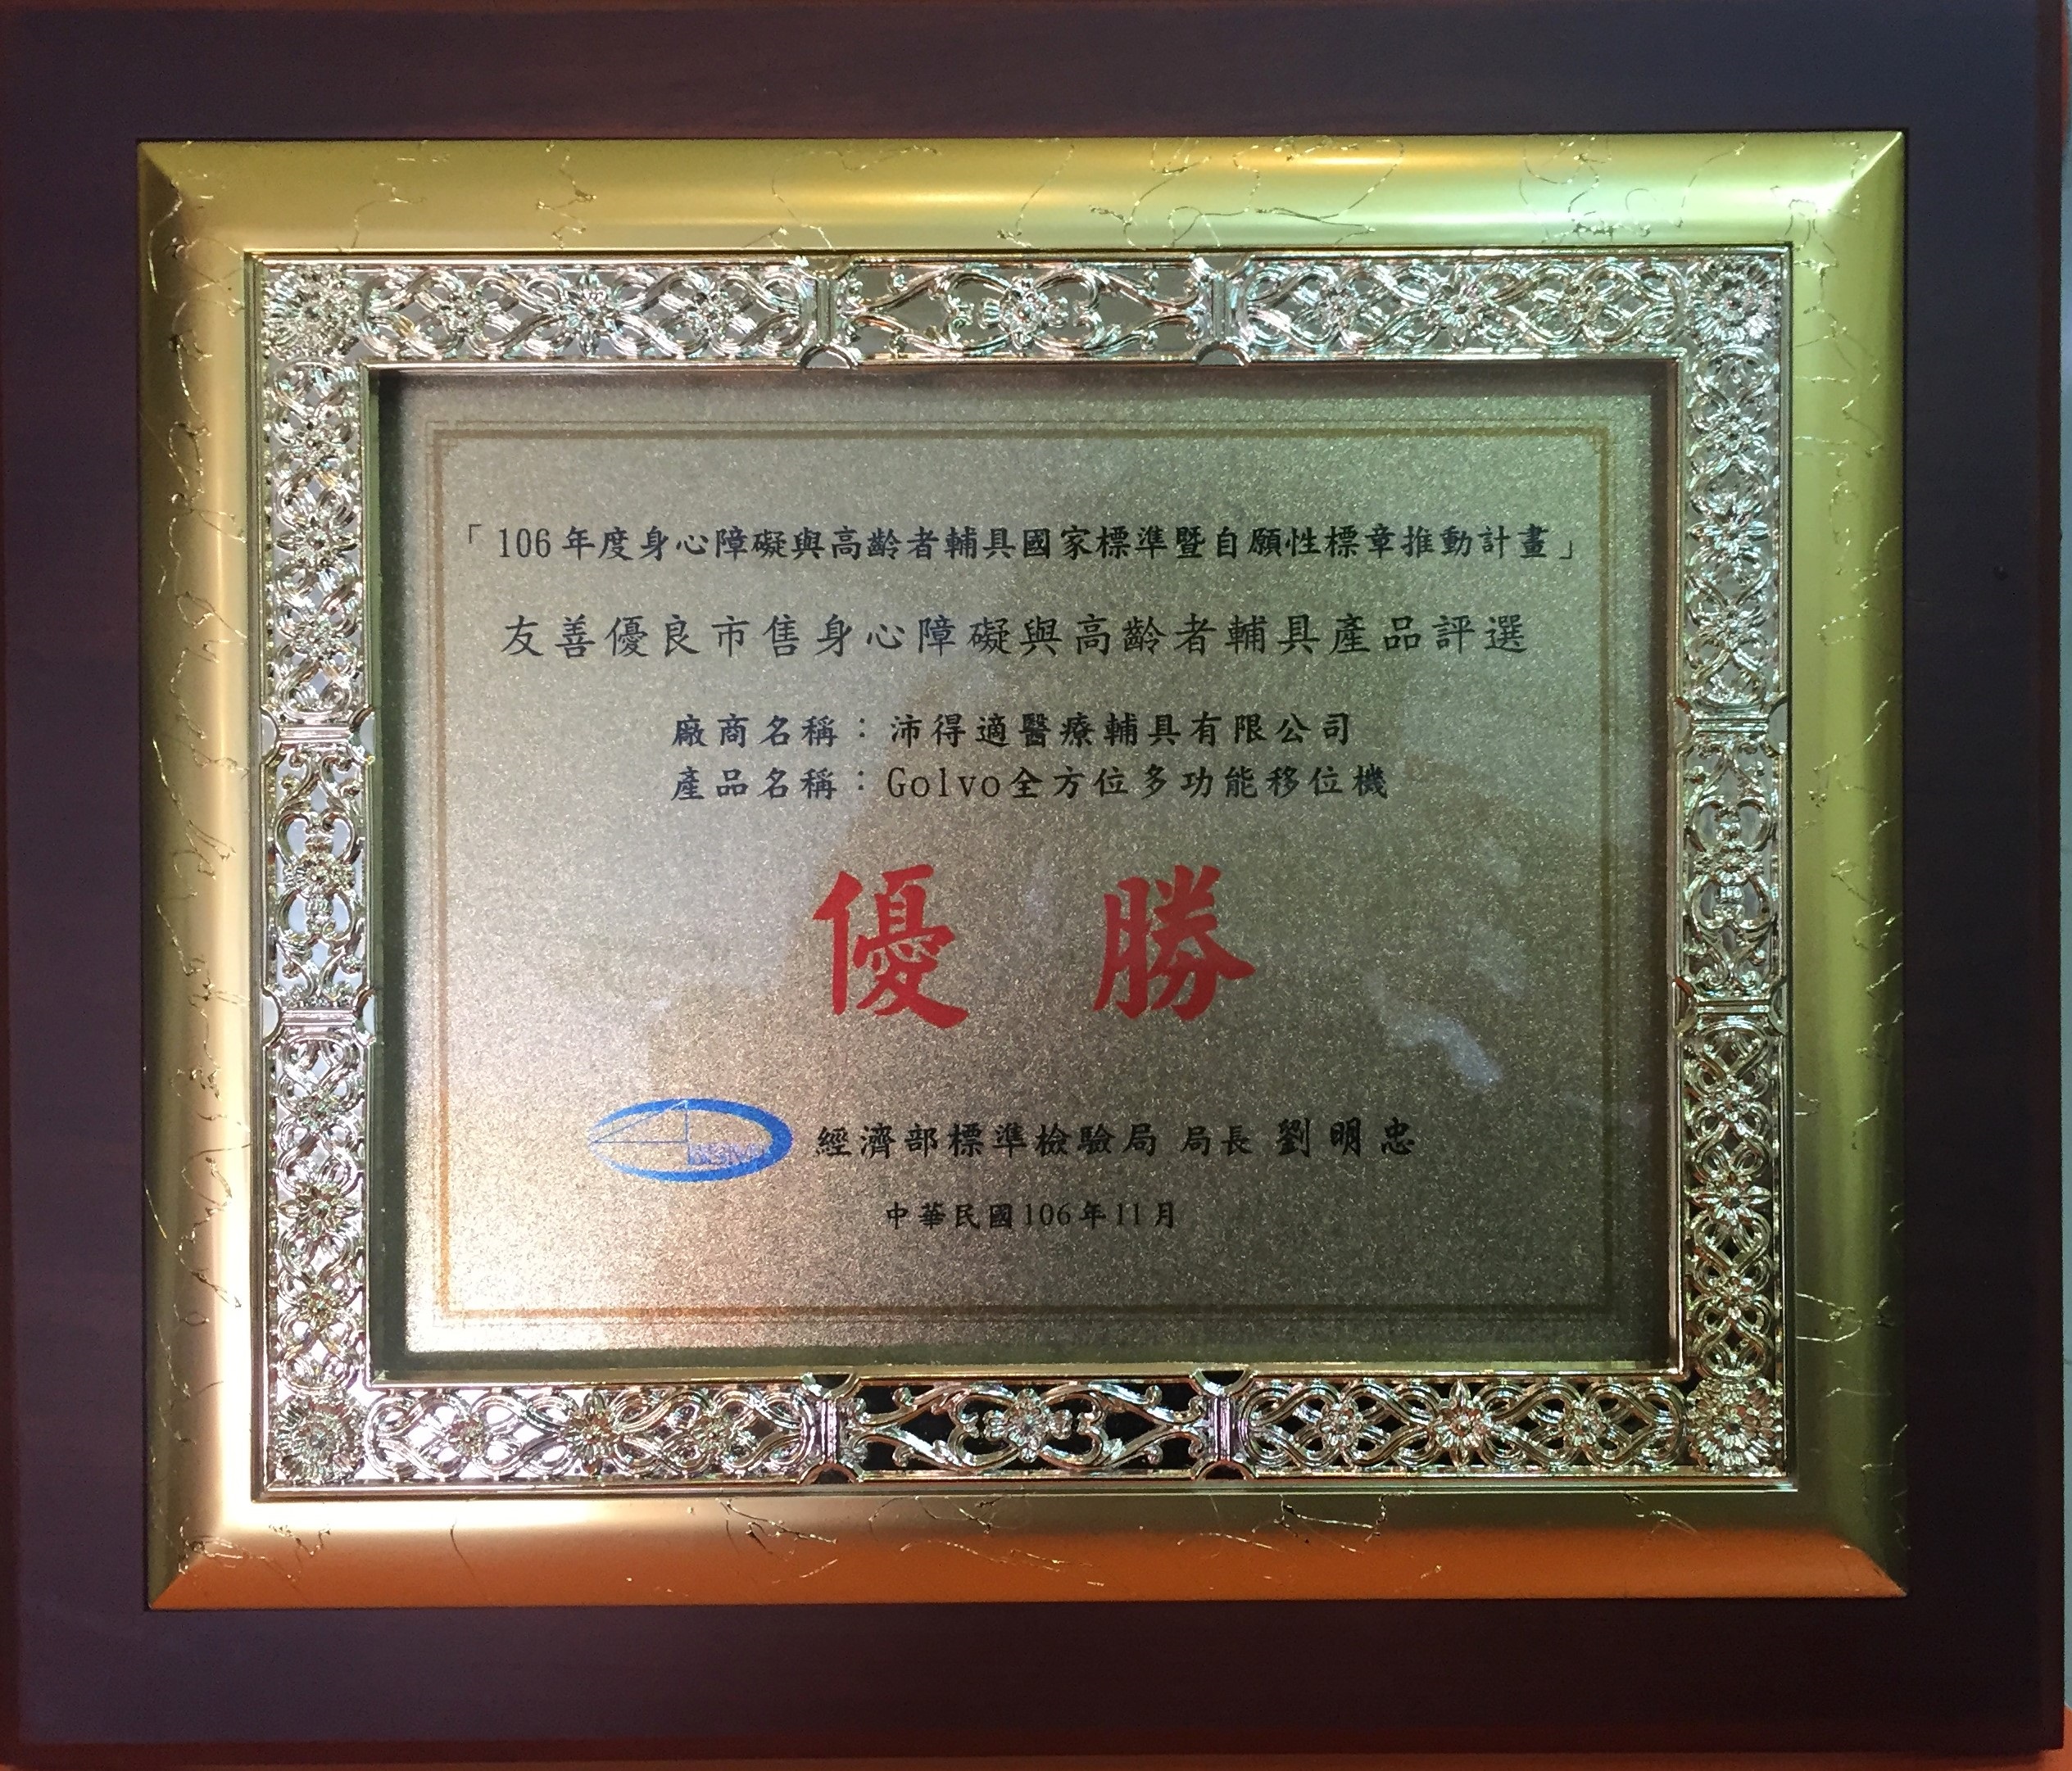 「106年度身心障礙與高齡者輔具國家標準暨自願性標章推動計畫」
友善優良市售身心障礙與高齡者輔具產品評選
廠商名稱：沛得適醫療輔具有限公司
產品名稱：Golvo全方位多功能移位機
優勝
經濟部標準檢驗局 局長 劉明忠
中華民國106年11月